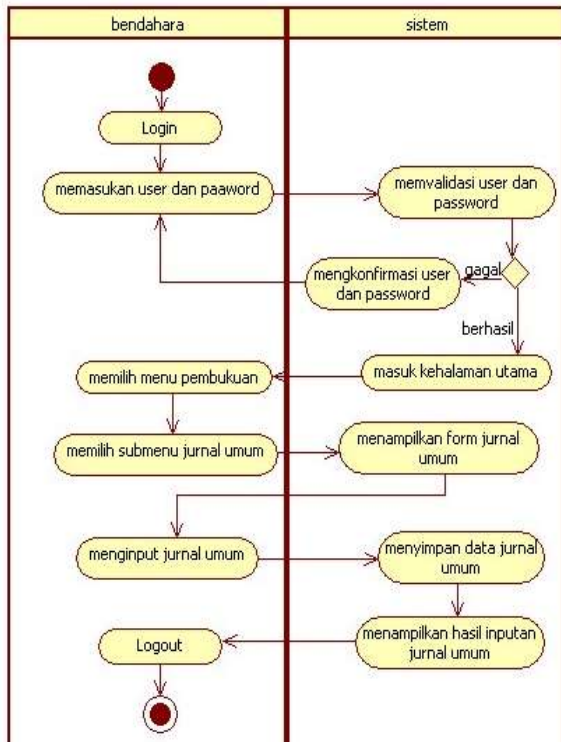 bendahara
sistem
Login
memasukan user dan paaword
memvalidasi user dan
password
gagal
mengkonfirmasi user
dan password
berhasil
masuk kehalaman utama
memilih menu pembukuan
memilih submenu jurnal umum
menampilkan form jurnal
umum
menginput jurnal umum
menyimpan data jurnal
umum
menampilkan hasil inputan
jurnal umum
Logout